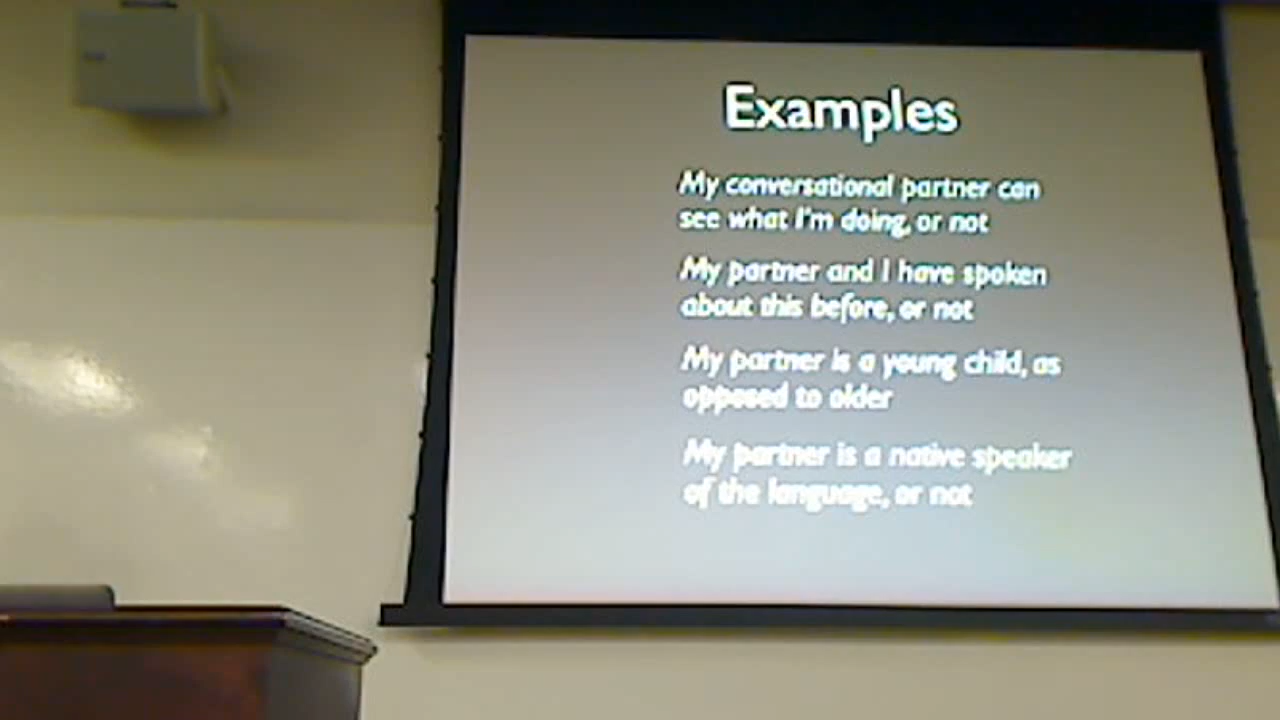 Examples
My conversational partner can
see what I'm doing, or not
My partner and I have spoken
about this before, or not
My partner is a young child, as
opposed to older
My partner is a native speaker
of the language, or not